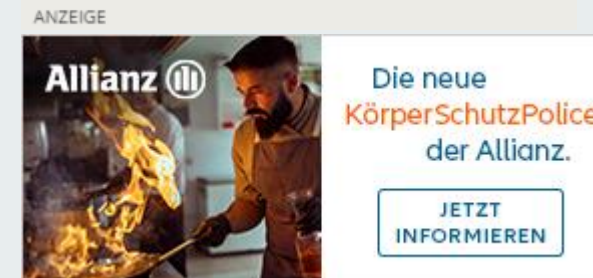 ANZEIGE
Allianz
Die neue
KörperSchutzPolice
der Allianz.
JETZT
INFORMIEREN